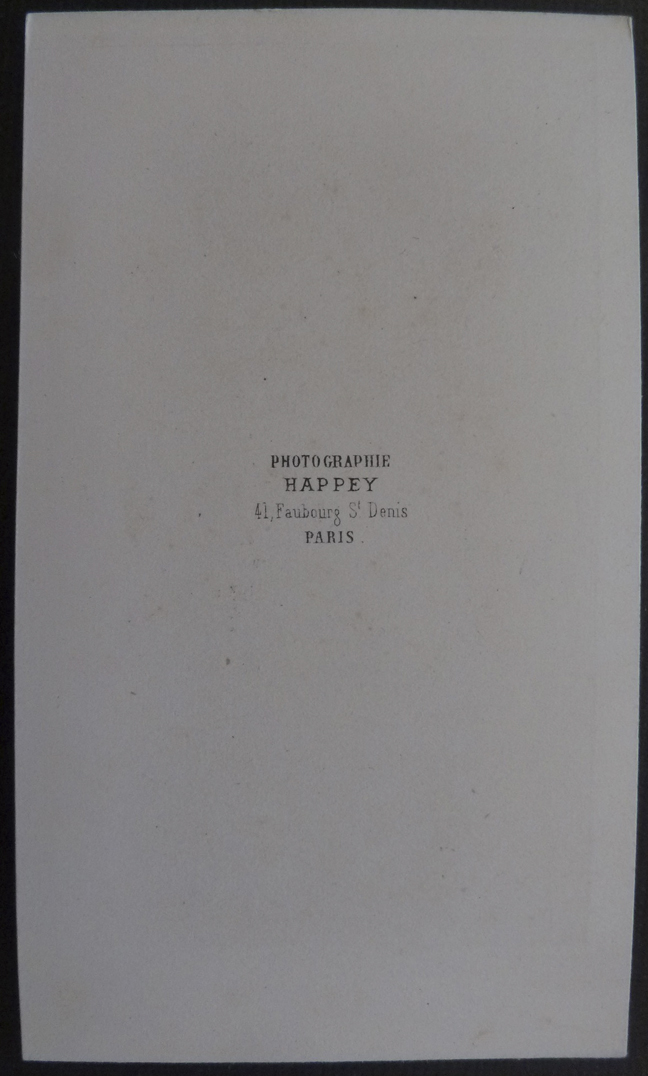 PHOTOGRAPHIE
HAPPEY
41, Faubourg St Denis
PARIS.